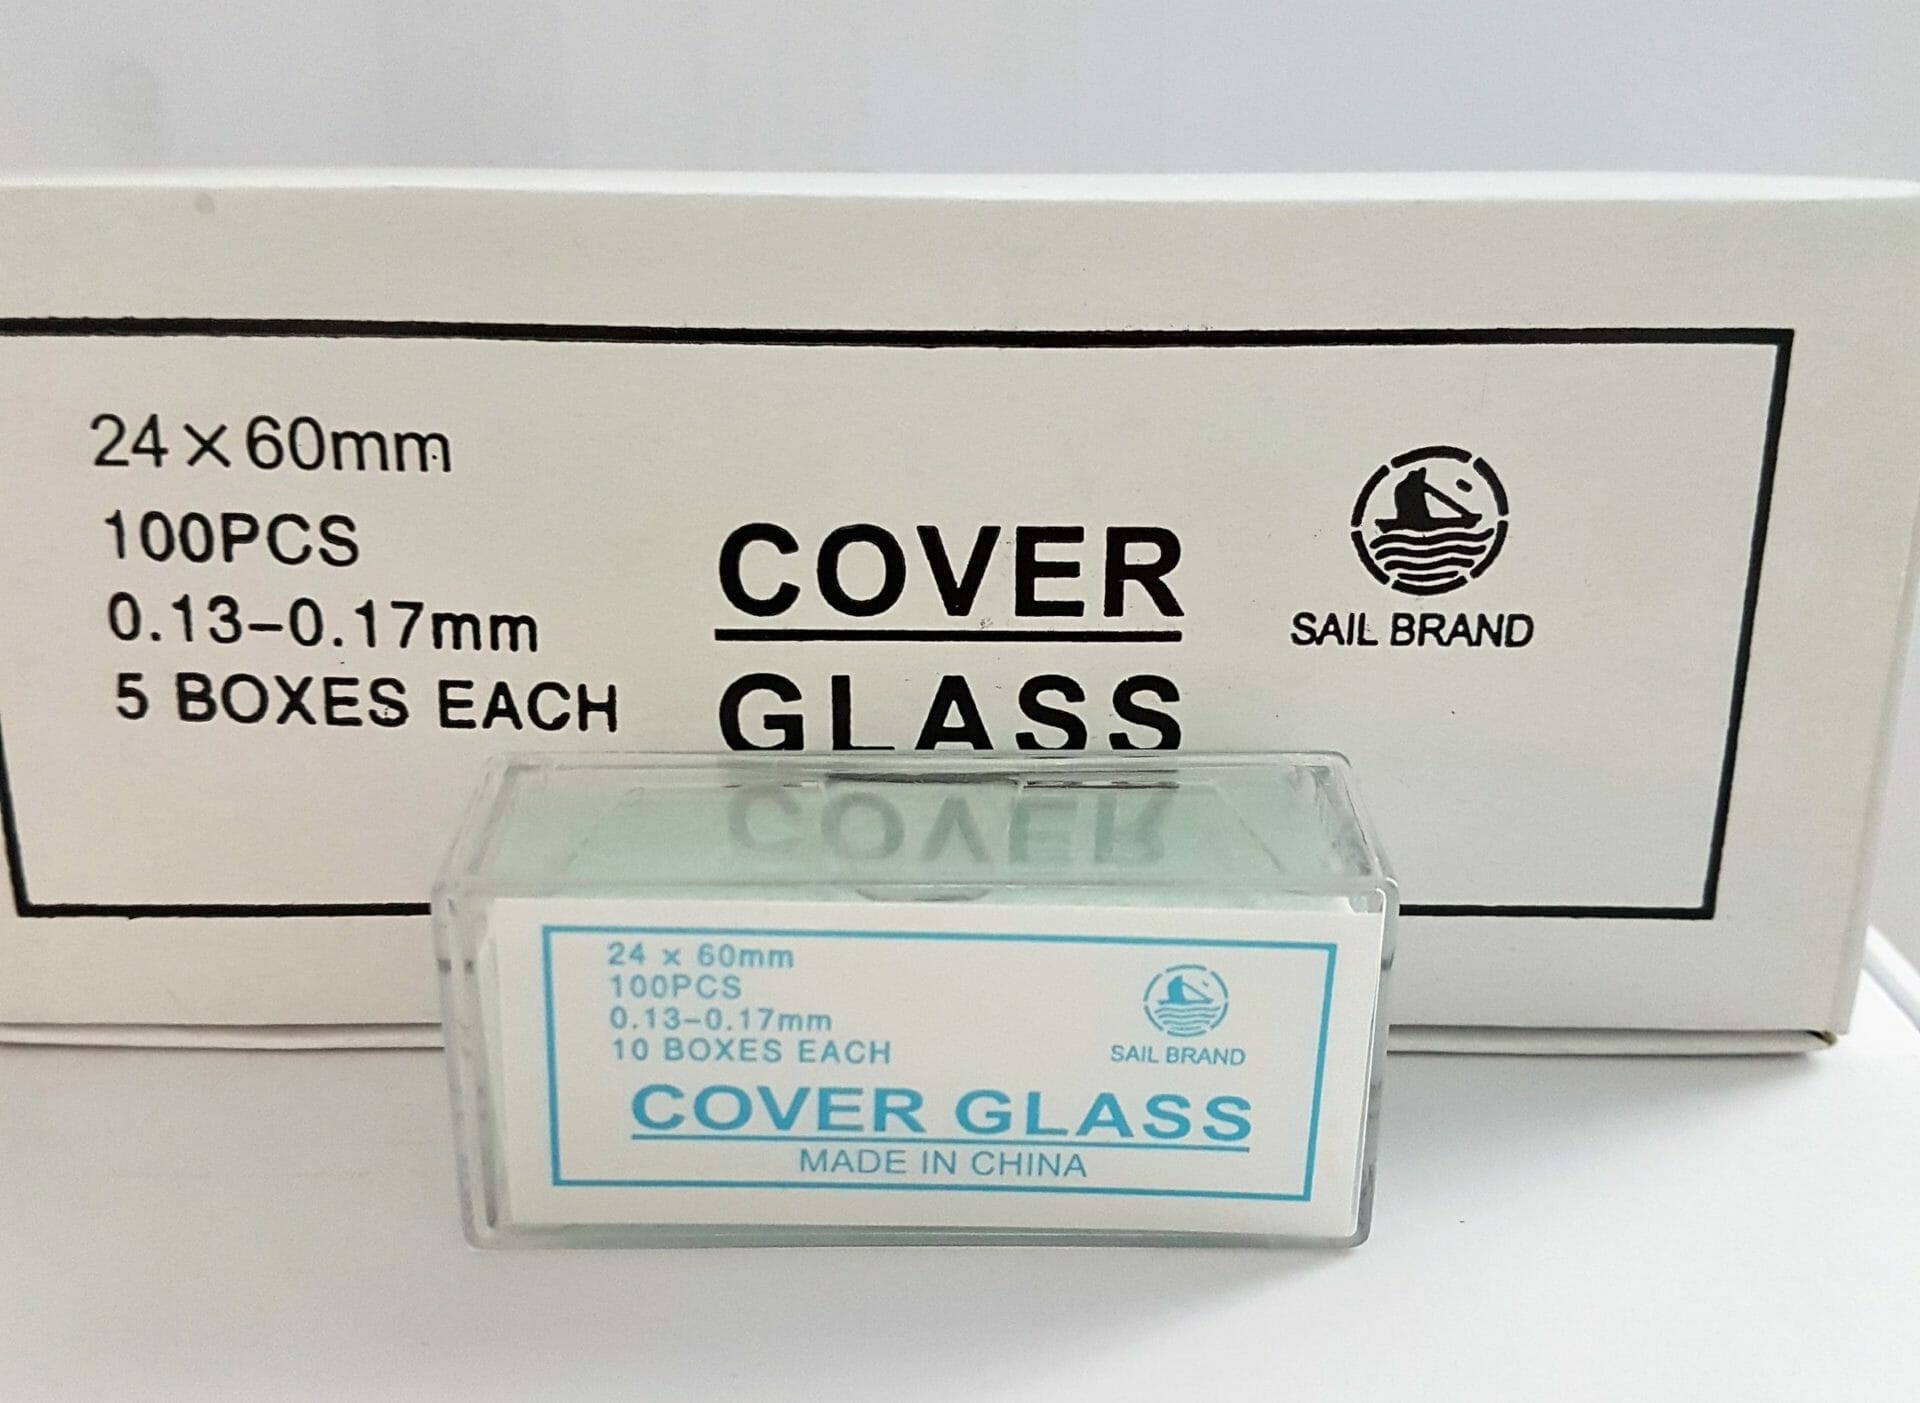 24×60mm
100PCS
0.13-0.17mm
5 BOXES EACH
COVER
GLASS
SAIL BRAND
COVER
24 x 60mm
100PCS
0.13-0.17mm
10 BOXES EACH
SAIL BRAND
COVER GLASS
MADE IN CHINA